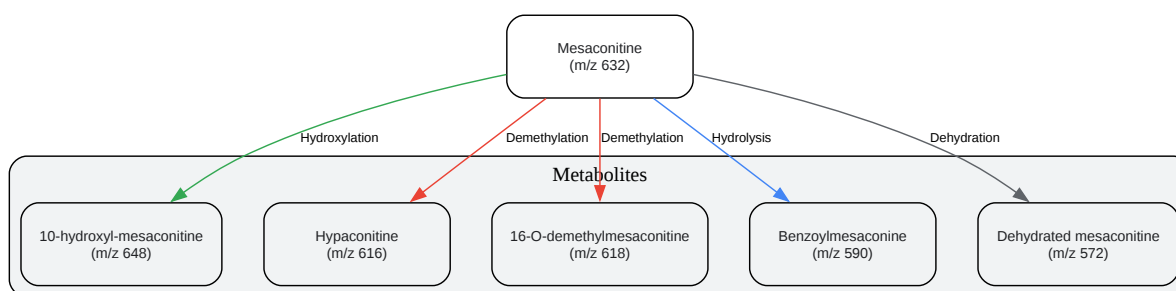 Mesaconitine
(m/z 632)
Hydroxylation
Demethylation
Demethylation
Hydrolysis
Dehydration
Metabolites
10-hydroxyl-mesaconitine
(m/z 648)
Hypaconitine
(m/z 616)
16-O-demethylmesaconitine
(m/z 618)
Benzoylmesaconine
(m/z 590)
Dehydrated mesaconitine
(m/z 572)